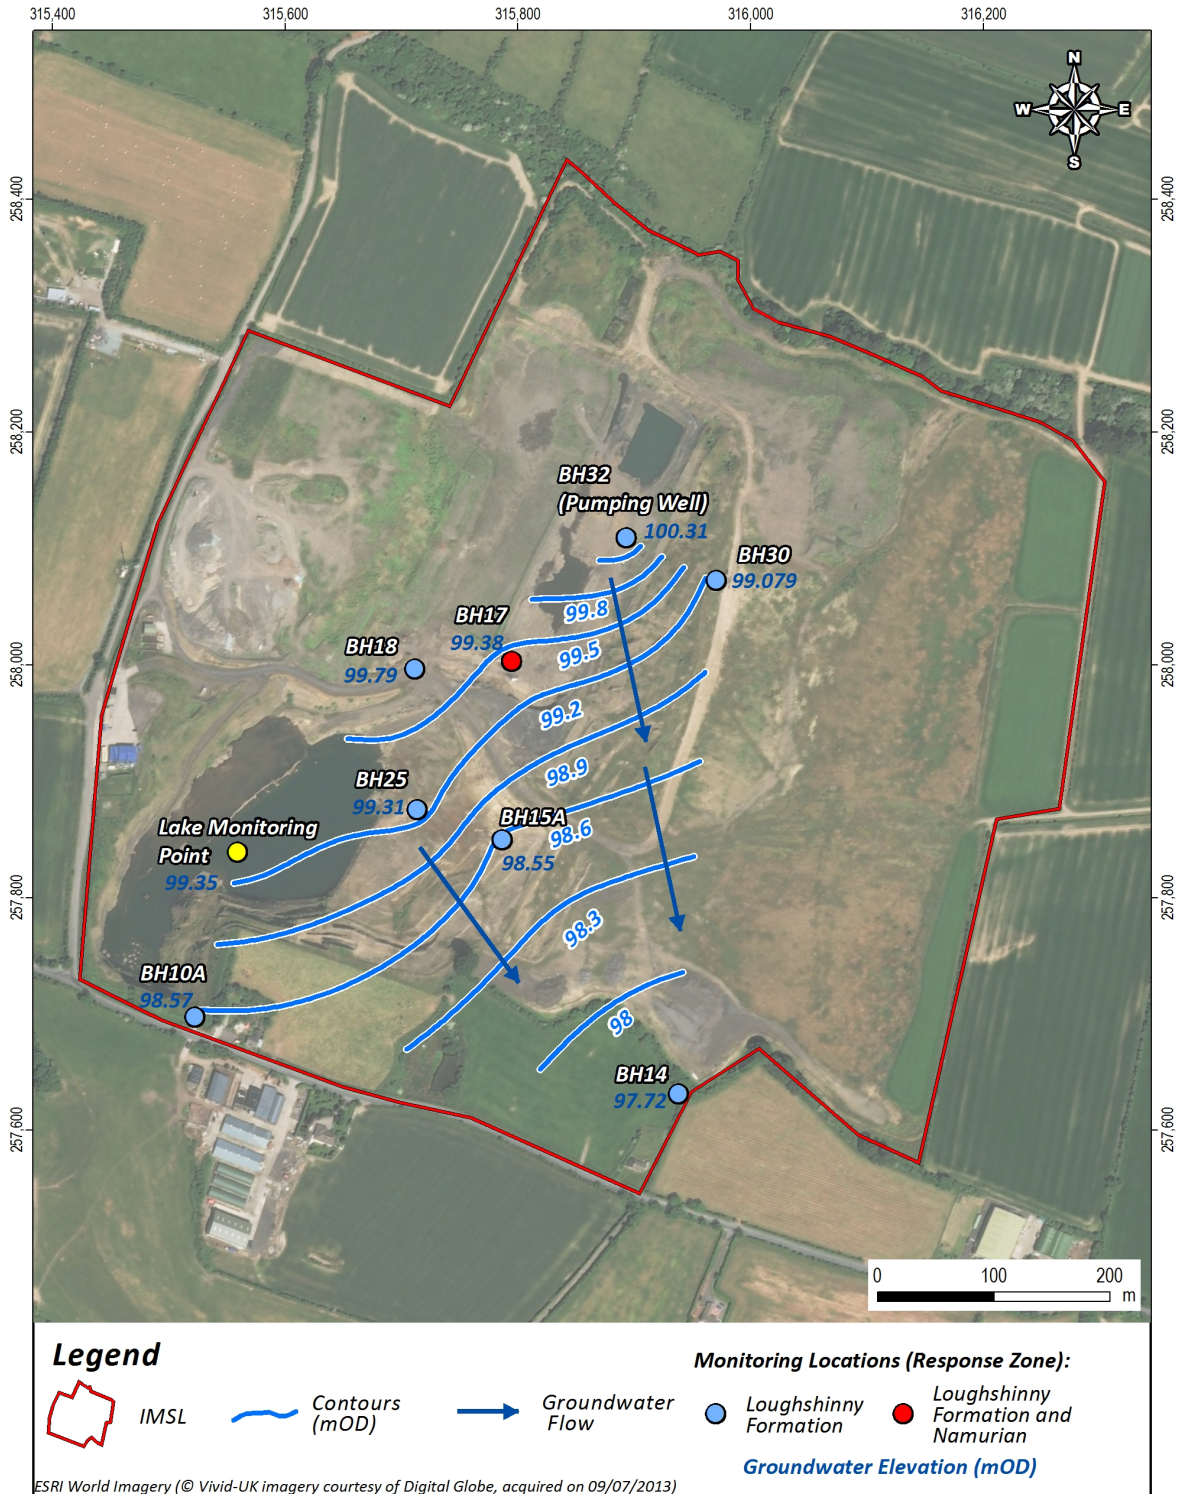 315,400
315,600
315,800
316,000
316,200
N
W
E
S
258,400
258,400
258,200
258,200
BH32
(Pumping Well)
100.31
BH30
99.079
99.8
BH17
99.38
99.5
BH18
99.79
258,000
258,000
99.2
98.9
BH25
99.31
BH15A
98.55
98.6
Lake Monitoring
Point
99.35
257,800
257,800
98.3
BH10A
98.57
98
BH14
97.72
257,600
257,600
0 100 200
m
Legend
IMSL
Contours
(mOD)
Groundwater
Flow
Monitoring Locations (Response Zone):
Loughshinny
Formation
Loughshinny
Formation and
Namurian
Groundwater Elevation (mOD)
ESRI World Imagery (© Vivid-UK imagery courtesy of Digital Globe, acquired on 09/07/2013)